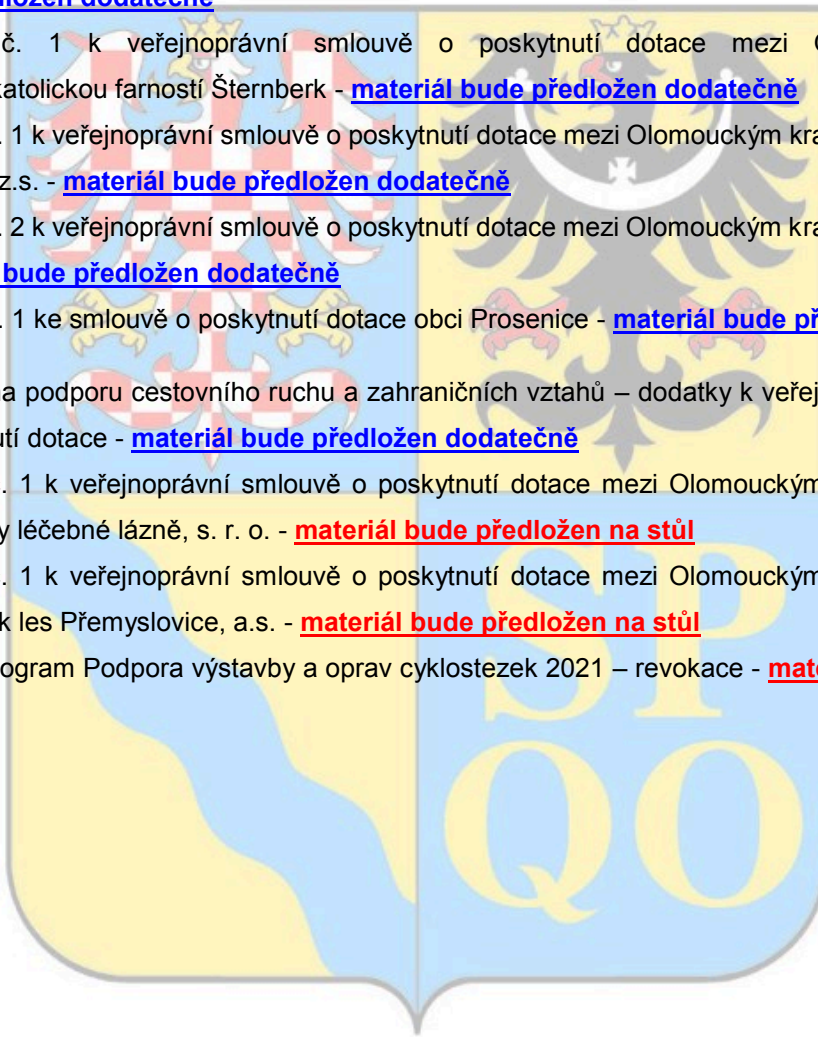 dložen dodatečně
č. 1 k veřejnoprávní smlouvě o poskytnutí dotace mezi
katolickou farností Šternberk - materiál bude předložen dodatečně
. 1 k veřejnoprávní smlouvě o poskytnutí dotace mezi Olomouckým kra
z.s. - materiál bude předložen dodatečně
. 2 k veřejnoprávní smlouvě o poskytnutí dotace mezi Olomouckým kra
bude předložen dodatečně
. 1 ke smlouvě o poskytnutí dotace obci Prosenice - materiál bude př
na podporu cestovního ruchu a zahraničních vztahů – dodatky k veřej
utí dotace - materiál bude předložen dodatečně
. 1 k veřejnoprávní smlouvě o poskytnutí dotace mezi Olomouckým
y léčebné lázně, s. r. o. - materiál bude předložen na stůl
. 1 k veřejnoprávní smlouvě o poskytnutí dotace mezi Olomouckým
k les Přemyslovice, a.s. - materiál bude předložen na stůl
ogram Podpora výstavby a oprav cyklostezek 2021 – revokace - mate
SP
QO